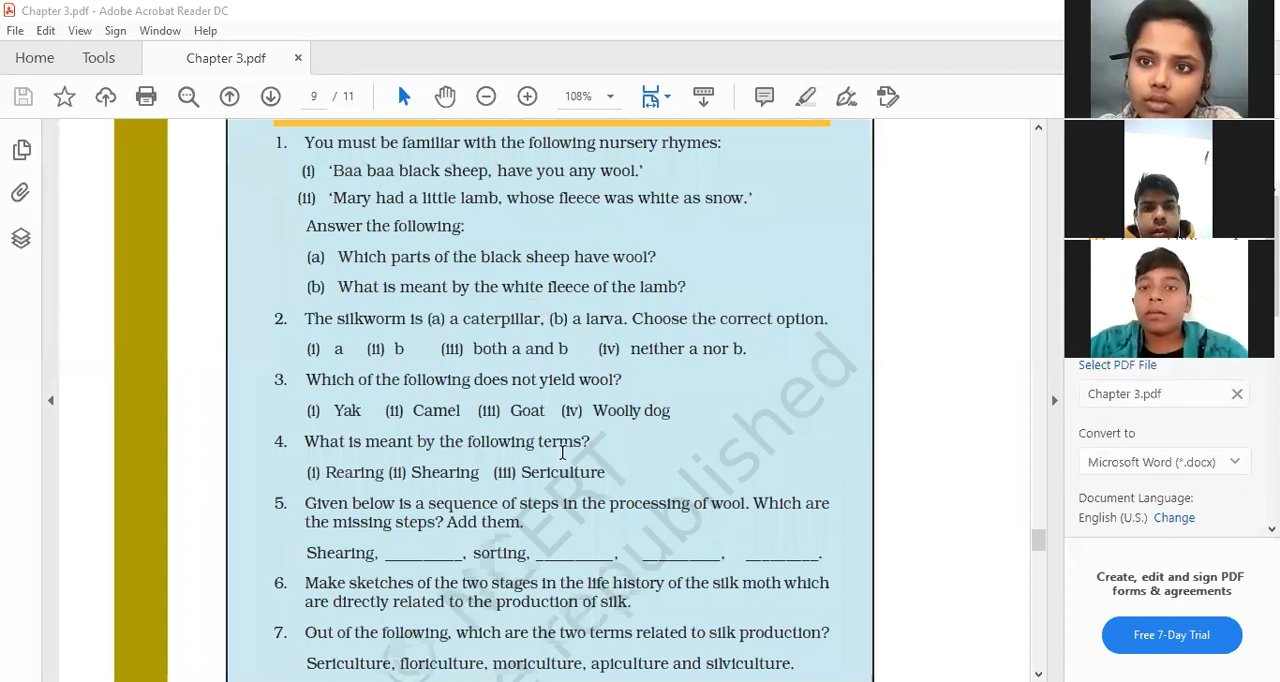 Chapter 3.pdf - Adobe Acrobat Reader DC
File Edit View Sign Window Help
Home Tools Chapter 3.pdf ×
9 / 11 108%
1. You must be familiar with the following nursery rhymes:
(i) 'Baa baa black sheep, have you any wool.'
(ii) 'Mary had a little lamb, whose fleece was white as snow.'
Answer the following:
(a) Which parts of the black sheep have wool?
(b) What is meant by the white fleece of the lamb?
2. The silkworm is (a) a caterpillar, (b) a larva. Choose the correct option.
(i) a (ii) b (iii) both a and b (iv) neither a nor b.
3. Which of the following does not yield wool?
(i) Yak (ii) Camel (iii) Goat (iv) Woolly dog
4. What is meant by the following terms?
(i) Rearing (ii) Shearing (iii) Sericulture
5. Given below is a sequence of steps in the processing of wool. Which are
the missing steps? Add them.
Shearing, _________, sorting, _________, _________, _________.
6. Make sketches of the two stages in the life history of the silk moth which
are directly related to the production of silk.
7. Out of the following, which are the two terms related to silk production?
Sericulture, floriculture, moriculture, apiculture and silviculture.
© NCERT
republished
Select PDF File
Chapter 3.pdf
Convert to
Microsoft Word (*.docx)
Document Language:
English (U.S.) Change
Create, edit and sign PDF
forms & agreements
Free 7-Day Trial